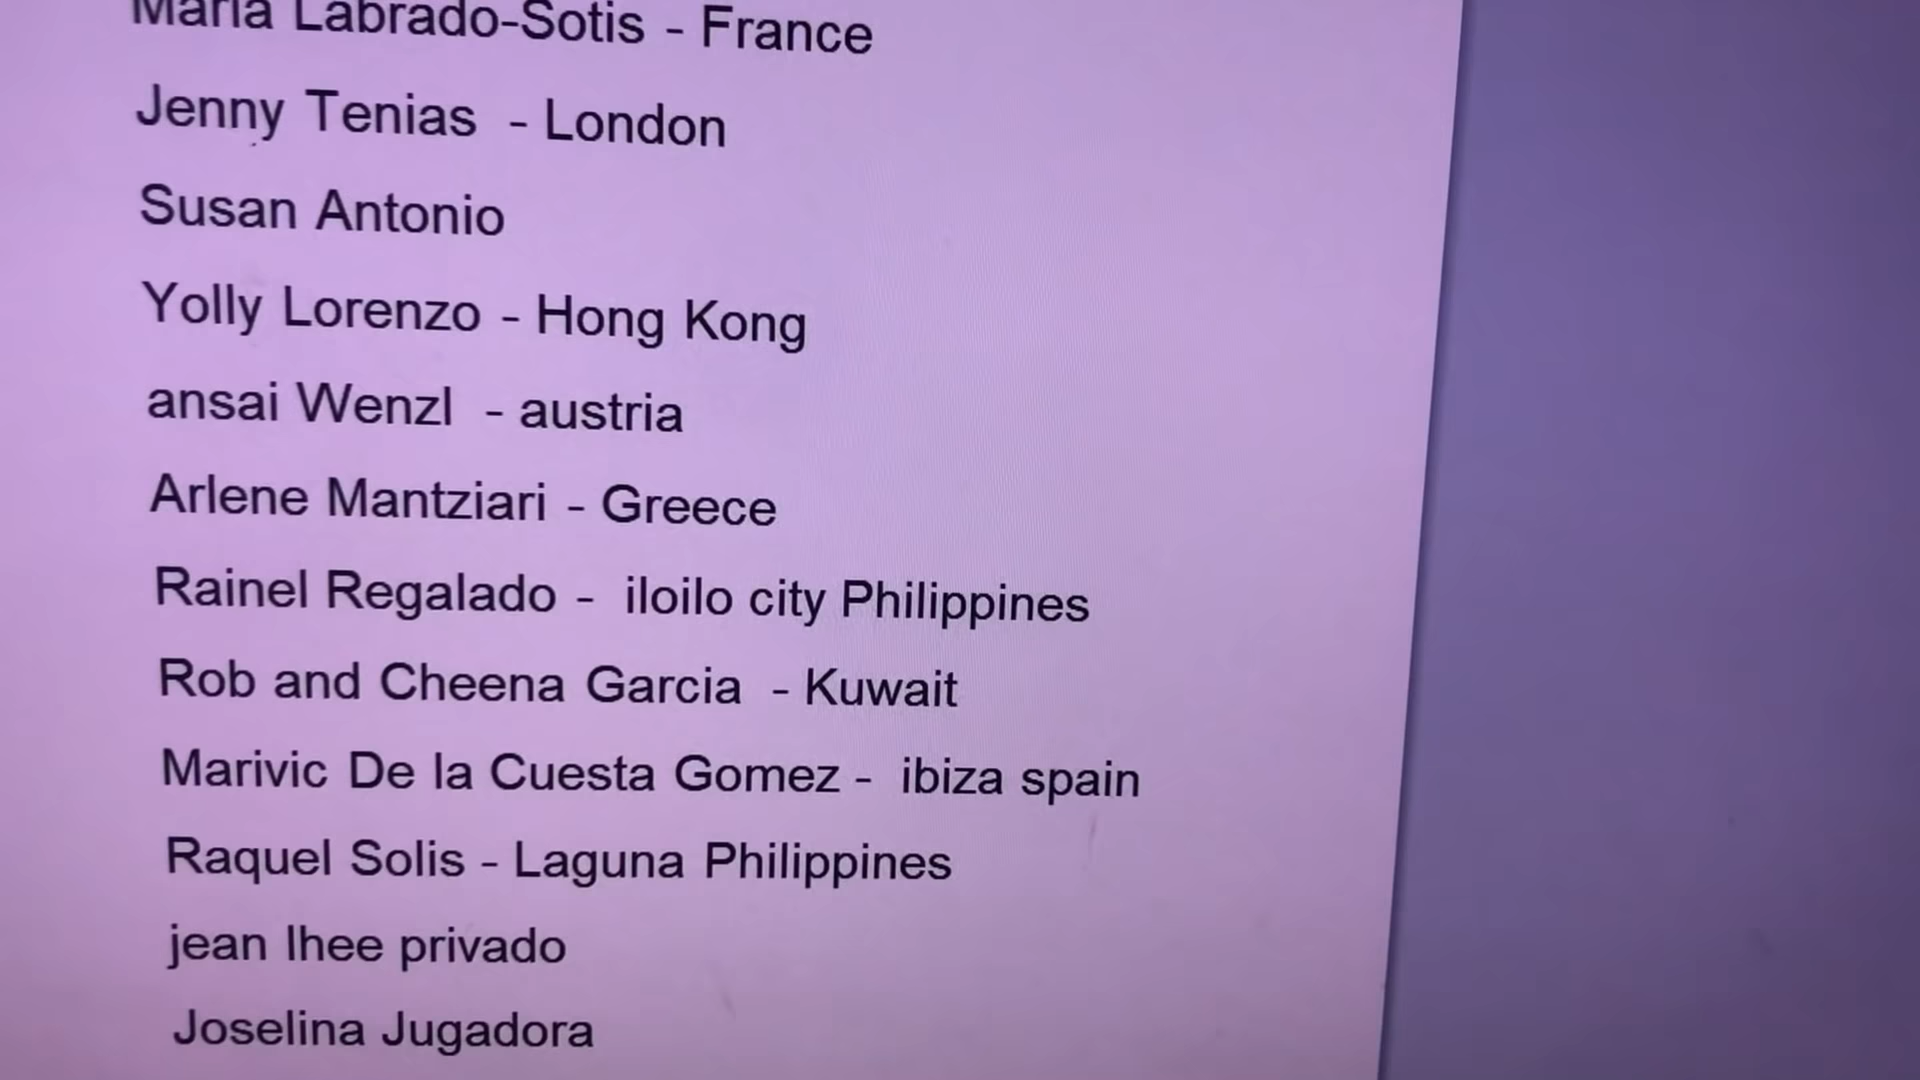 Maria Labrado-Sotis - France
Jenny Tenias - London
Susan Antonio
Yolly Lorenzo - Hong Kong
ansai Wenzl - austria
Arlene Mantziari - Greece
Rainel Regalado - iloilo city Philippines
Rob and Cheena Garcia - Kuwait
Marivic De la Cuesta Gomez - ibiza spain
Raquel Solis - Laguna Philippines
jean lhee privado
Joselina Jugadora